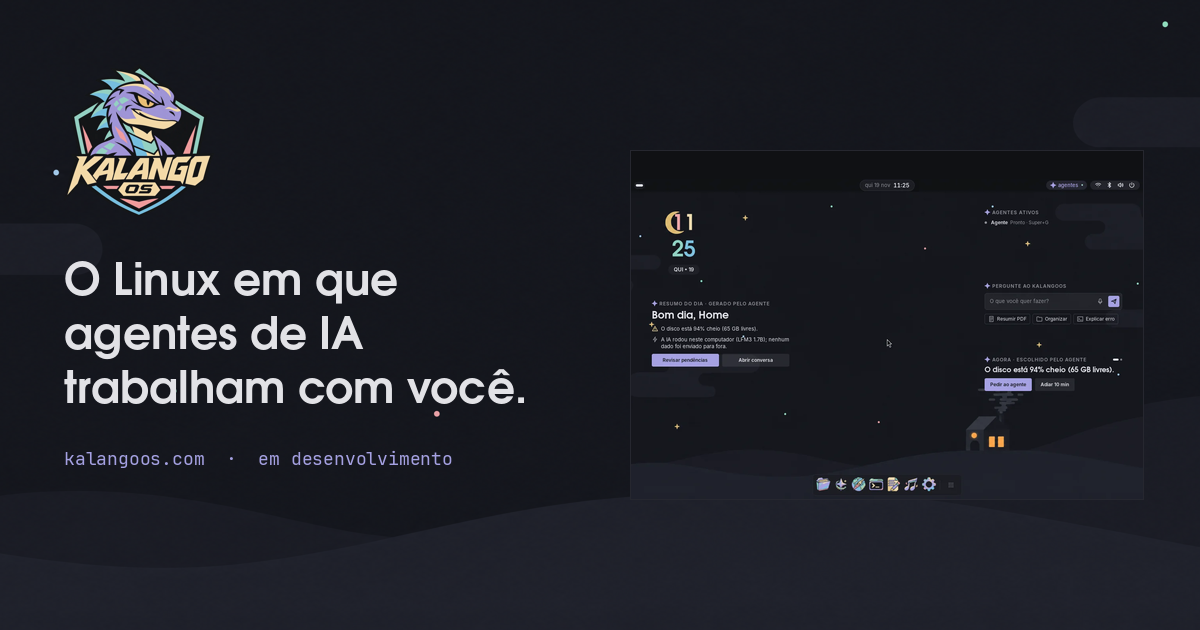 KALANGO
OS
O Linux em que
agentes de IA
trabalham com você.
kalangoos.com · em desenvolvimento
qui 19 nov 11:25
agentes
11
25
QUI • 19
RESUMO DO DIA · GERADO PELO AGENTE
Bom dia, Home
O disco está 94% cheio (65 GB livres).
A IA rodou neste computador (LFM3 1.7B); nenhum
dado foi enviado para fora.
Revisar pendências
Abrir conversa
AGENTES ATIVOS
Agente Pronto · Super+G
PERGUNTE AO KALANGOOS
O que você quer fazer?
Resumir PDF
Organizar
Explicar erro
AGORA · ESCOLHIDO PELO AGENTE
O disco está 94% cheio (65 GB livres).
Pedir ao agente
Adiar 10 min